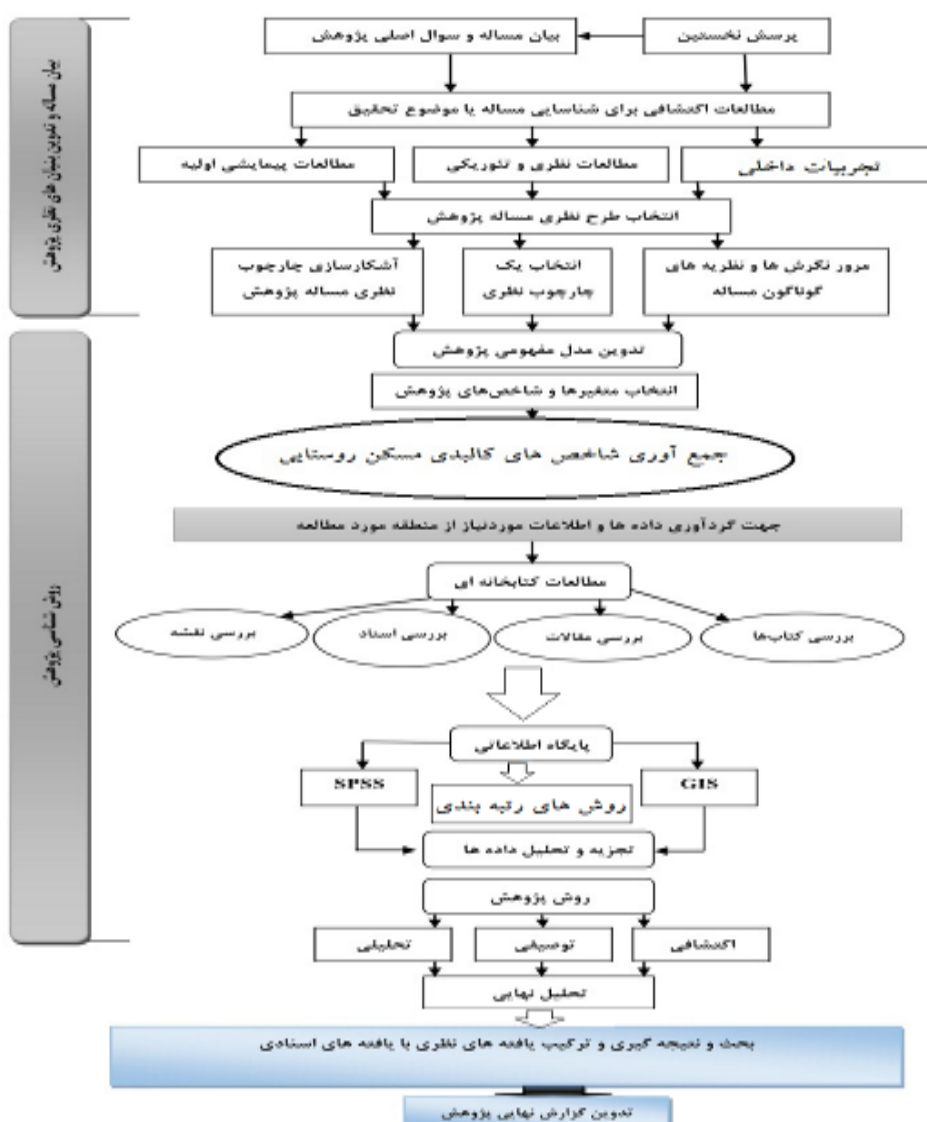 پرسش نخستین
بیان مساله و سوال اصلی پژوهش
مطالعات اکتشافی برای شناسایی مساله یا موضوع تحقیق
تجربیات داخلی
مطالعات نظری و تئوریکی
مطالعات پیمایشی اولیه
انتخاب طرح نظری مساله پژوهش
مرور نگرش ها و نظریه های
گوناگون مساله
انتخاب یک
چارچوب نظری
آشکارسازی چارچوب
نظری مساله پژوهش
بیان مساله و تدوین بنیان های نظری پژوهش
تدوین مدل مفهومی پژوهش
انتخاب متغیرها و شاخص‌های پژوهش
جمع آوری شاخص های کالبدی مسکن روستایی
جهت گردآوری داده ها و اطلاعات موردنیاز از منطقه مورد مطالعه
مطالعات کتابخانه ای
بررسی کتاب‌ها
بررسی مقالات
بررسی اسناد
بررسی نقشه
پایگاه اطلاعاتی
GIS
SPSS
روش های رتبه بندی
تجزیه و تحلیل داده ها
روش پژوهش
اکتشافی
توصیفی
تحلیلی
تحلیل نهایی
روش شناسی پژوهش
بحث و نتیجه گیری و ترکیب یافته های نظری با یافته های اسنادی
تدوین گزارش نهایی پژوهش